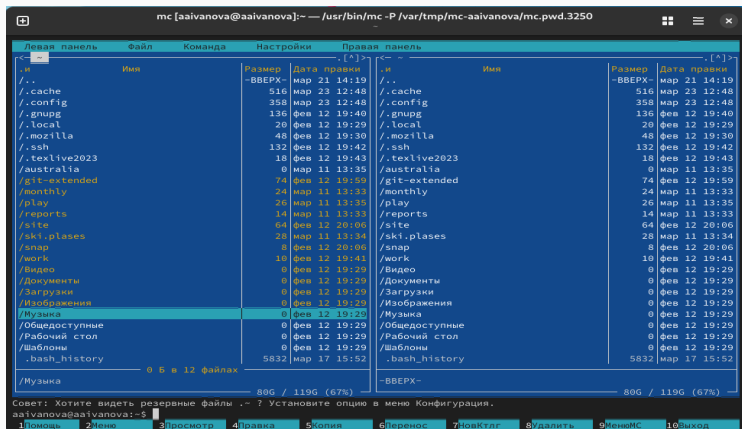 mc [aaivanova@aaivanova]:~ — /usr/bin/mc -P /var/tmp/mc-aaivanova/mc.pwd.3250
~
Левая панель Файл Команда Настройки Правая панель
<─ ~ .[^]>
.и Имя Размер Дата правки
/.. -ВВЕРХ- мар 21 14:19
/.cache 516 мар 23 12:48
/.config 358 мар 23 12:48
/.gnupg 136 фев 12 19:40
/.local 20 фев 12 19:29
/.mozilla 48 фев 12 19:30
/.ssh 132 фев 12 19:42
/.texlive2023 18 фев 12 19:43
/australia 0 мар 11 13:35
/git-extended 74 фев 12 19:59
/monthly 24 мар 11 13:33
/play 26 мар 11 13:35
/reports 14 мар 11 13:33
/site 64 фев 12 20:06
/ski.plases 28 мар 11 13:34
/snap 8 фев 12 20:06
/work 10 фев 12 19:41
/Видео 0 фев 12 19:29
/Документы 0 фев 12 19:29
/Загрузки 0 фев 12 19:29
/Изображения 0 фев 12 19:29
/Музыка 0 фев 12 19:29
/Общедоступные 0 фев 12 19:29
/Рабочий стол 0 фев 12 19:29
/Шаблоны 0 фев 12 19:29
.bash_history 5832 мар 17 15:52
0 Б в 12 файлах
/Музыка
80G / 119G (67%)
<─ ~ .[^]>
.и Имя Размер Дата правки
/.. -ВВЕРХ- мар 21 14:19
/.cache 516 мар 23 12:48
/.config 358 мар 23 12:48
/.gnupg 136 фев 12 19:40
/.local 20 фев 12 19:29
/.mozilla 48 фев 12 19:30
/.ssh 132 фев 12 19:42
/.texlive2023 18 фев 12 19:43
/australia 0 мар 11 13:35
/git-extended 74 фев 12 19:59
/monthly 24 мар 11 13:33
/play 26 мар 11 13:35
/reports 14 мар 11 13:33
/site 64 фев 12 20:06
/ski.plases 28 мар 11 13:34
/snap 8 фев 12 20:06
/work 10 фев 12 19:41
/Видео 0 фев 12 19:29
/Документы 0 фев 12 19:29
/Загрузки 0 фев 12 19:29
/Изображения 0 фев 12 19:29
/Музыка 0 фев 12 19:29
/Общедоступные 0 фев 12 19:29
/Рабочий стол 0 фев 12 19:29
/Шаблоны 0 фев 12 19:29
.bash_history 5832 мар 17 15:52
-ВВЕРХ-
80G / 119G (67%)
Совет: Хотите видеть резервные файлы .~ ? Установите опцию в меню Конфигурация.
aaivanova@aaivanova:~$
1Помощь 2Меню 3Просмотр 4Правка 5Копия 6Перенос 7НовКтлг 8Удалить 9МенюMC 10Выход